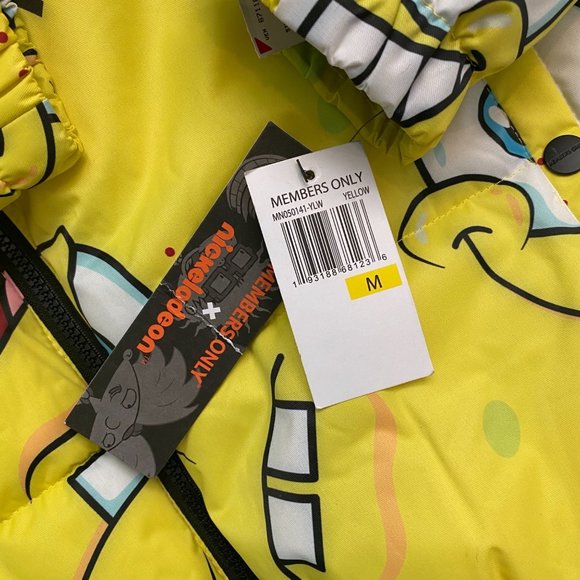 MEMBERS ONLY
MN050141-YLW YELLOW
1 93188 68123 6
M
nickelodeon
+
MEMBERS ONLY